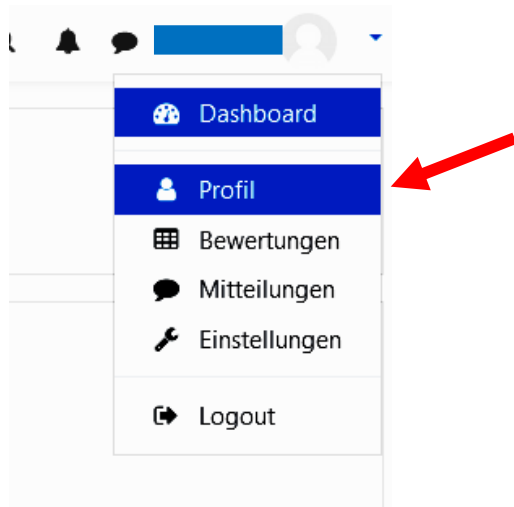 Dashboard
Profil
Bewertungen
Mitteilungen
Einstellungen
Logout